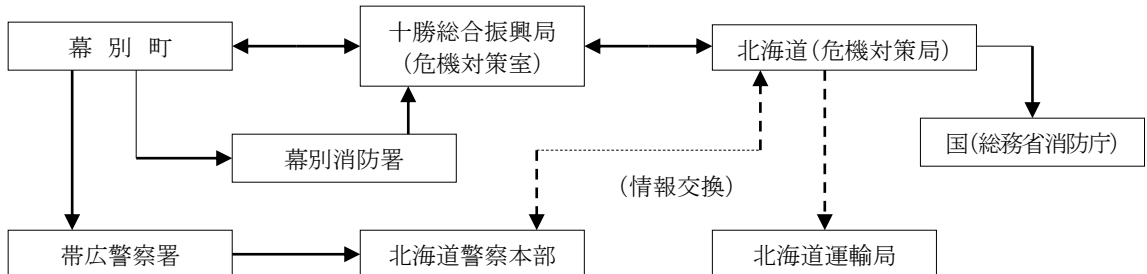 幕 別 町
十勝総合振興局
(危機対策室)
北海道(危機対策局)
幕別消防署
国(総務省消防庁)
(情報交換)
帯広警察署
北海道警察本部
北海道運輸局